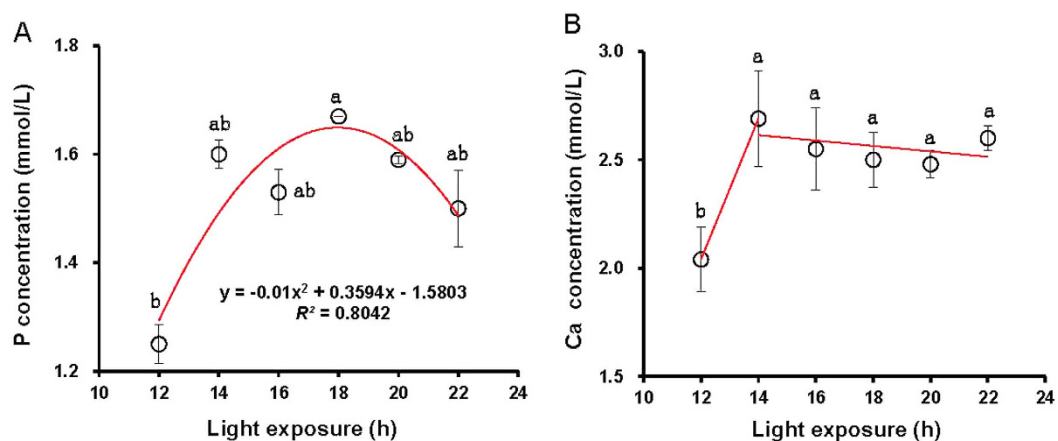 A
P concentration (mmol/L)
1.8
1.6
1.4
1.2
b
ab
ab
a
ab
ab
y = -0.01x² + 0.3594x - 1.5803
R² = 0.8042
10 12 14 16 18 20 22 24
Light exposure (h)
B
Ca concentration (mmol/L)
3.0
2.5
2.0
1.5
b
a
a
a
a
a
10 12 14 16 18 20 22 24
Light exposure (h)